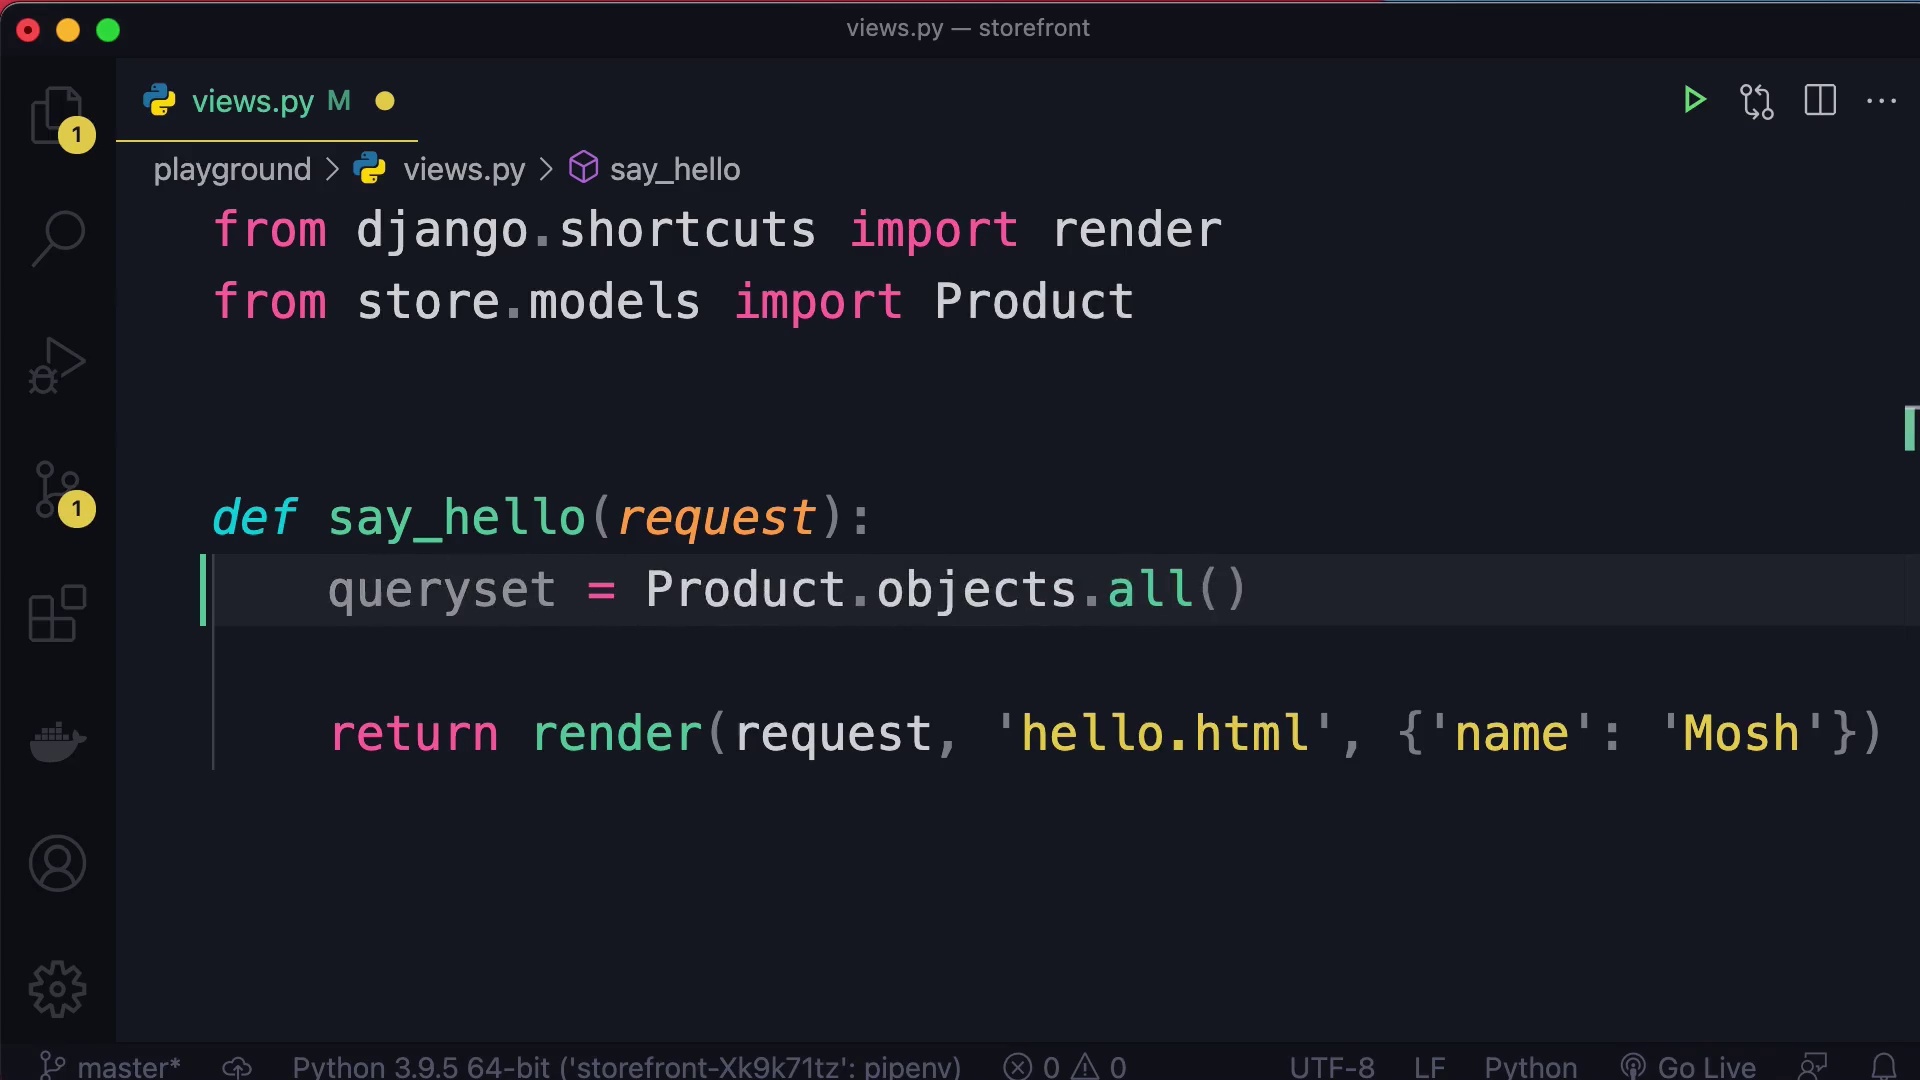 views.py — storefront
views.py M
1
playground > views.py > say_hello
from django.shortcuts import render
from store.models import Product
def say_hello(request):
1
queryset = Product.objects.all()
return render(request, 'hello.html', {'name': 'Mosh'})
master* Python 3.9.5 64-bit ('storefront-Xk9k71tz': pipenv) 0 0 UTF-8 LF Python Go Live